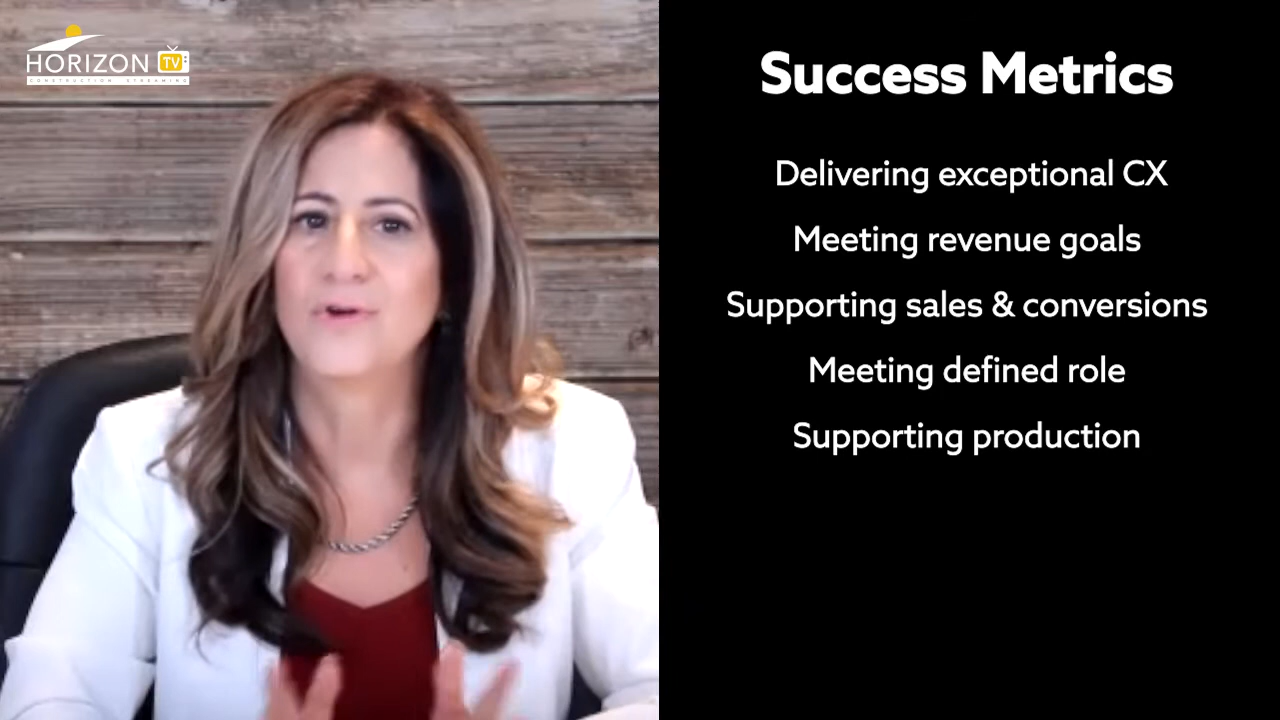 HORIZON TV
CONSTRUCTION STREAMING
Success Metrics
Delivering exceptional CX
Meeting revenue goals
Supporting sales & conversions
Meeting defined role
Supporting production